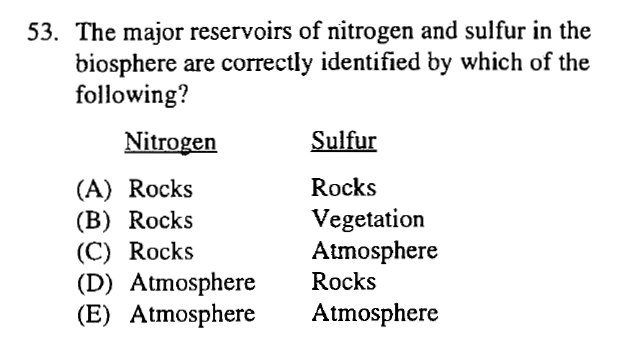 53. The major reservoirs of nitrogen and sulfur in the
biosphere are correctly identified by which of the
following?
Nitrogen Sulfur
(A) Rocks Rocks
(B) Rocks Vegetation
(C) Rocks Atmosphere
(D) Atmosphere Rocks
(E) Atmosphere Atmosphere